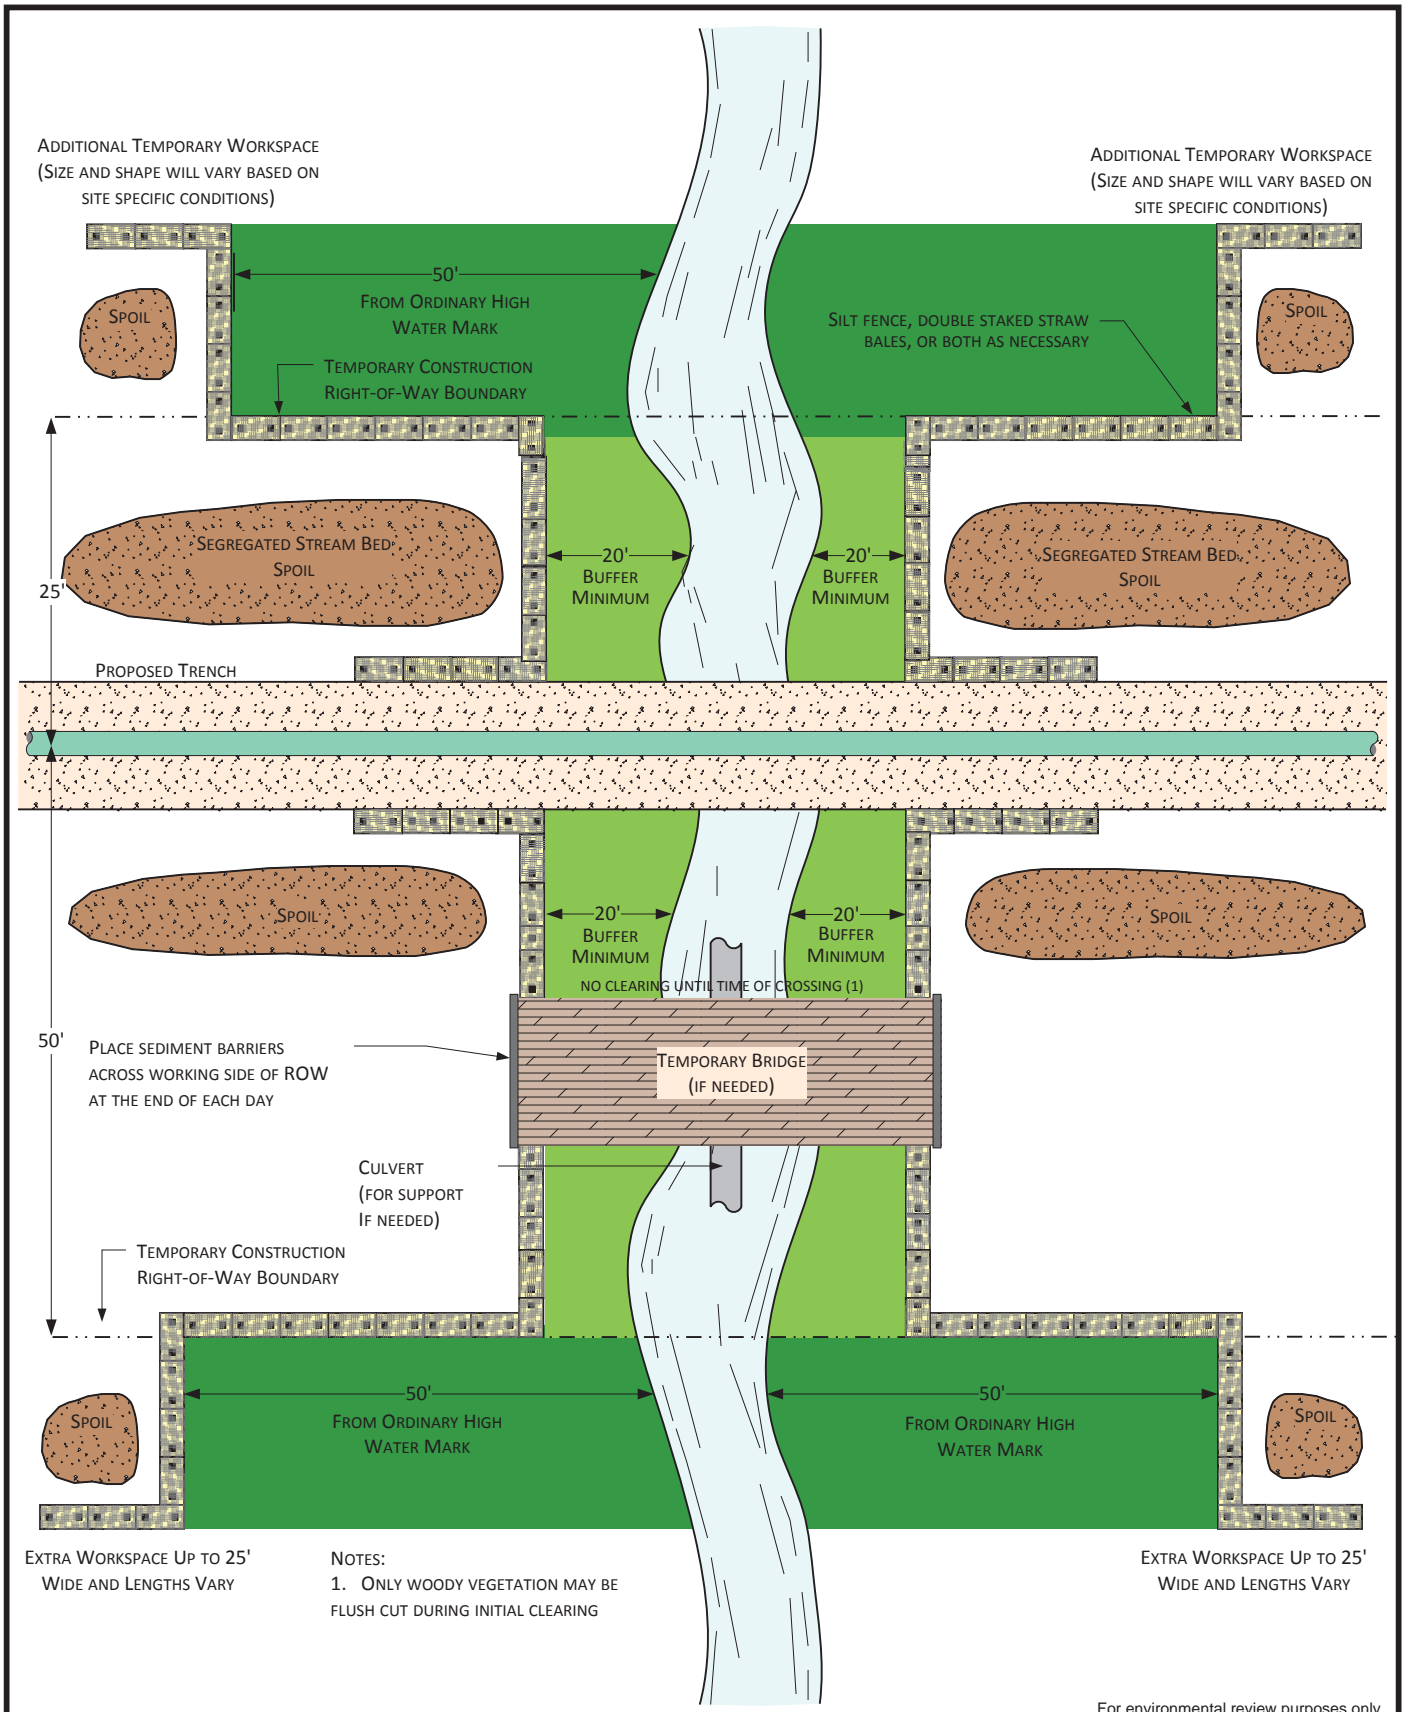 ADDITIONAL TEMPORARY WORKSPACE
(SIZE AND SHAPE WILL VARY BASED ON
SITE SPECIFIC CONDITIONS)
ADDITIONAL TEMPORARY WORKSPACE
(SIZE AND SHAPE WILL VARY BASED ON
SITE SPECIFIC CONDITIONS)
50'
FROM ORDINARY HIGH
WATER MARK
SPOIL
SILT FENCE, DOUBLE STAKED STRAW
BALES, OR BOTH AS NECESSARY
SPOIL
TEMPORARY CONSTRUCTION
RIGHT-OF-WAY BOUNDARY
SEGREGATED STREAM BED
SPOIL
20'
BUFFER
MINIMUM
20'
BUFFER
MINIMUM
SEGREGATED STREAM BED
SPOIL
25'
PROPOSED TRENCH
SPOIL
20'
BUFFER
MINIMUM
20'
BUFFER
MINIMUM
SPOIL
NO CLEARING UNTIL TIME OF CROSSING (1)
50'
PLACE SEDIMENT BARRIERS
ACROSS WORKING SIDE OF ROW
AT THE END OF EACH DAY
TEMPORARY BRIDGE
(IF NEEDED)
CULVERT
(FOR SUPPORT
IF NEEDED)
TEMPORARY CONSTRUCTION
RIGHT-OF-WAY BOUNDARY
SPOIL
50'
FROM ORDINARY HIGH
WATER MARK
50'
FROM ORDINARY HIGH
WATER MARK
SPOIL
EXTRA WORKSPACE UP TO 25'
WIDE AND LENGTHS VARY
NOTES:
1. ONLY WOODY VEGETATION MAY BE
FLUSH CUT DURING INITIAL CLEARING
EXTRA WORKSPACE UP TO 25'
WIDE AND LENGTHS VARY
For environmental review purposes only